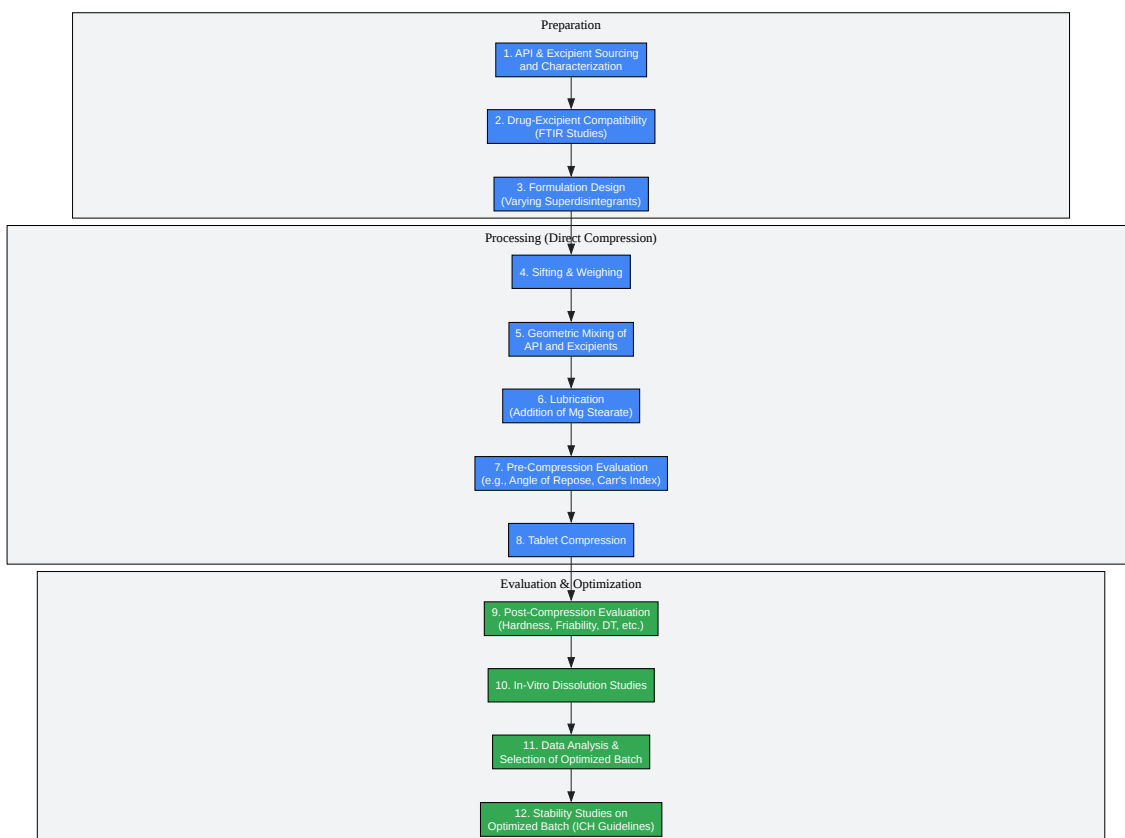 Preparation
1. API & Excipient Sourcing
and Characterization
2. Drug-Excipient Compatibility
(FTIR Studies)
3. Formulation Design
(Varying Superdisintegrants)
Processing (Direct Compression)
4. Sifting & Weighing
5. Geometric Mixing of
API and Excipients
6. Lubrication
(Addition of Mg Stearate)
7. Pre-Compression Evaluation
(e.g., Angle of Repose, Carr's Index)
8. Tablet Compression
Evaluation & Optimization
9. Post-Compression Evaluation
(Hardness, Friability, DT, etc.)
10. In-Vitro Dissolution Studies
11. Data Analysis &
Selection of Optimized Batch
12. Stability Studies on
Optimized Batch (ICH Guidelines)